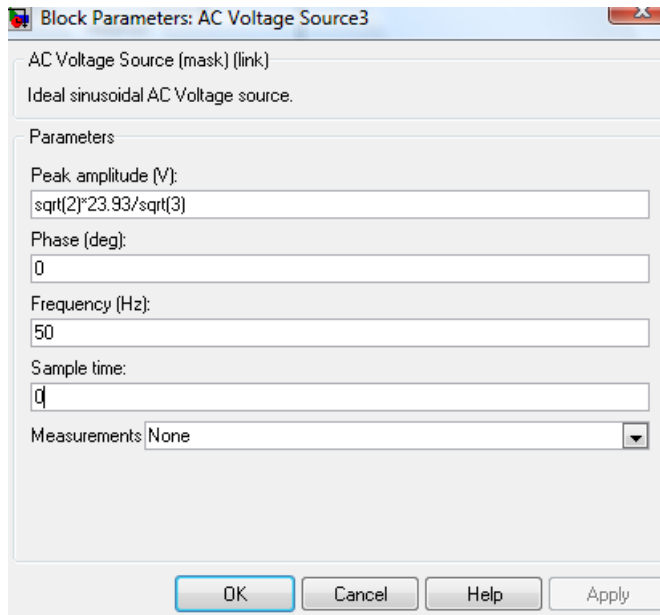 Block Parameters: AC Voltage Source3
AC Voltage Source (mask) (link)
Ideal sinusoidal AC Voltage source.
Parameters
Peak amplitude (V):
sqrt(2)*23.93/sqrt(3)
Phase (deg):
0
Frequency (Hz):
50
Sample time:
0
Measurements None
OK Cancel Help Apply